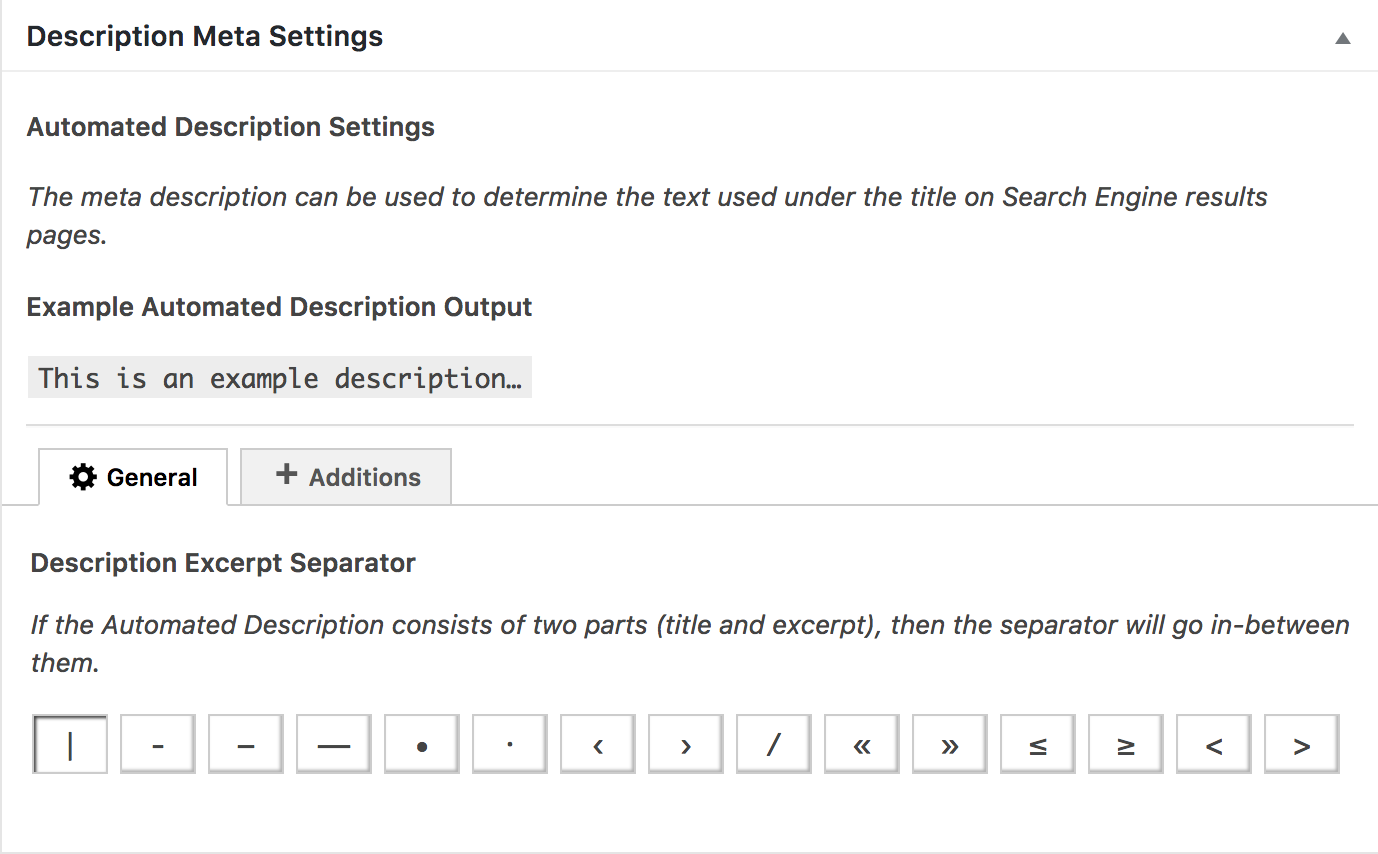 Description Meta Settings
Automated Description Settings
The meta description can be used to determine the text used under the title on Search Engine results
pages.
Example Automated Description Output
This is an example description…
General
Additions
Description Excerpt Separator
If the Automated Description consists of two parts (title and excerpt), then the separator will go in-between
them.
| - – — • · ‹ › / « » ≤ ≥ < >